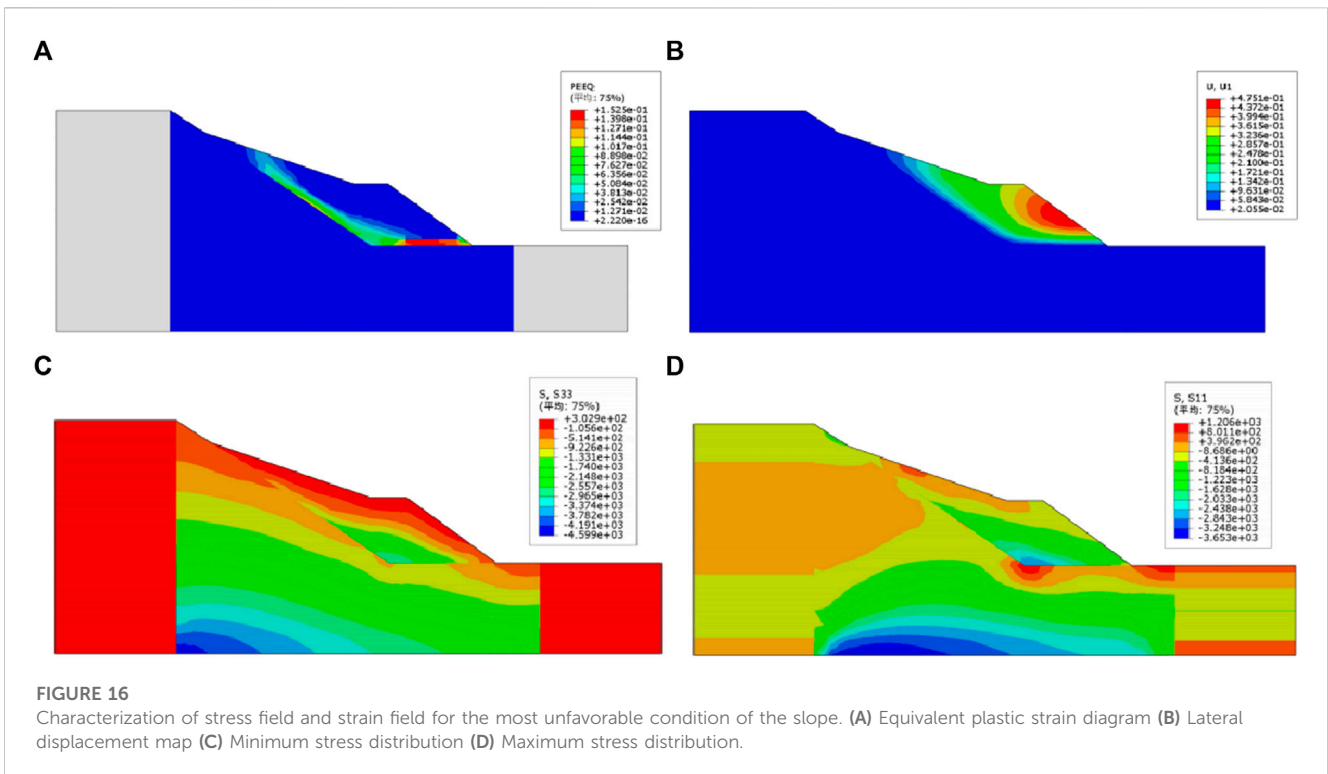 A
PEEQ
(平均: 75%)
+1.525e-01
+1.398e-01
+1.271e-01
+1.144e-01
+1.017e-01
+8.898e-02
+7.627e-02
+6.356e-02
+5.084e-02
+3.813e-02
+2.542e-02
+1.271e-02
+2.220e-16
B
U, U1
+4.751e-01
+4.372e-01
+3.994e-01
+3.615e-01
+3.236e-01
+2.857e-01
+2.478e-01
+2.100e-01
+1.721e-01
+1.342e-01
+9.631e-02
+5.843e-02
+2.055e-02
C
S, S33
(平均: 75%)
+3.029e+02
-1.056e+02
-5.141e+02
-9.226e+02
-1.331e+03
-1.740e+03
-2.148e+03
-2.557e+03
-2.965e+03
-3.374e+03
-3.782e+03
-4.191e+03
-4.599e+03
D
S, S11
(平均: 75%)
+1.206e+03
+8.011e+02
+3.962e+02
-8.686e+00
-4.136e+02
-8.184e+02
-1.223e+03
-1.628e+03
-2.033e+03
-2.438e+03
-2.843e+03
-3.248e+03
-3.653e+03
FIGURE 16
Characterization of stress field and strain field for the most unfavorable condition of the slope. (A) Equivalent plastic strain diagram (B) Lateral
displacement map (C) Minimum stress distribution (D) Maximum stress distribution.